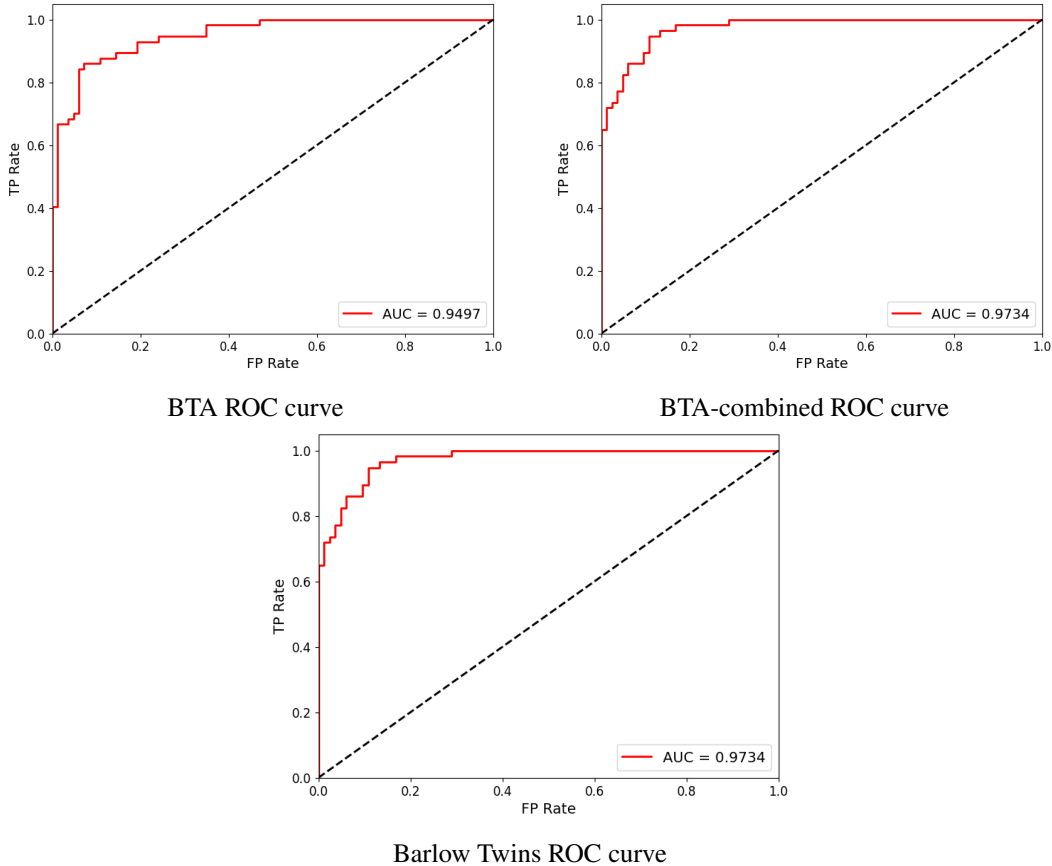 1.0
0.8
0.6
0.4
0.2
0.0
TP Rate
0.0 0.2 0.4 0.6 0.8 1.0
FP Rate
AUC = 0.9497
BTA ROC curve
1.0
0.8
0.6
0.4
0.2
0.0
TP Rate
0.0 0.2 0.4 0.6 0.8 1.0
FP Rate
AUC = 0.9734
BTA-combined ROC curve
1.0
0.8
0.6
0.4
0.2
0.0
TP Rate
0.0 0.2 0.4 0.6 0.8 1.0
FP Rate
AUC = 0.9734
Barlow Twins ROC curve